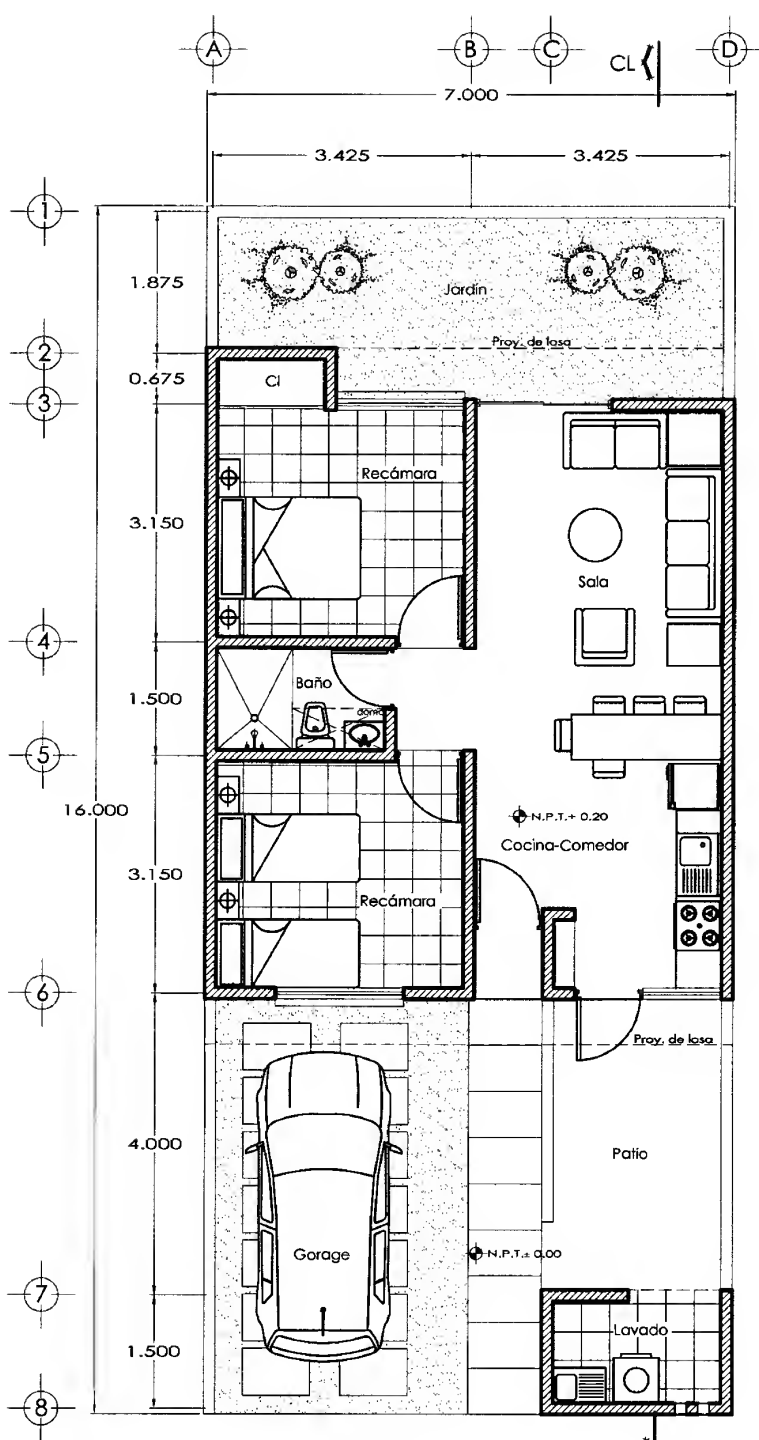 A
B
C
D
CL
7.000
3.425
3.425
1
1.875
Jardín
2
Proy. de losa
0.675
Cl
3
Recámara
3.150
Sala
4
Baño
1.500
domo
5
16.000
N.P.T.+ 0.20
Cocina-Comedor
3.150
Recámara
6
Proy. de losa
4.000
Patio
Garage
N.P.T.± 0.00
7
Lavado
1.500
8